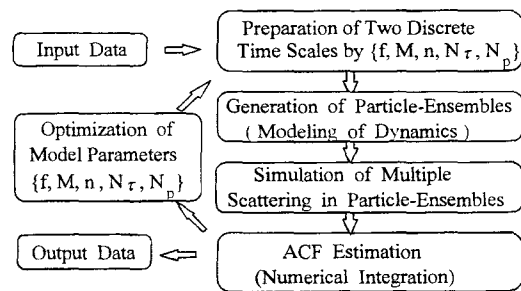 Input Data
Preparation of Two Discrete
Time Scales by {f, M, n, Nτ, Np}
Generation of Particle-Ensembles
( Modeling of Dynamics )
Optimization of
Model Parameters
{f, M, n, Nτ, Np}
Simulation of Multiple
Scattering in Particle-Ensembles
Output Data
ACF Estimation
(Numerical Integration)